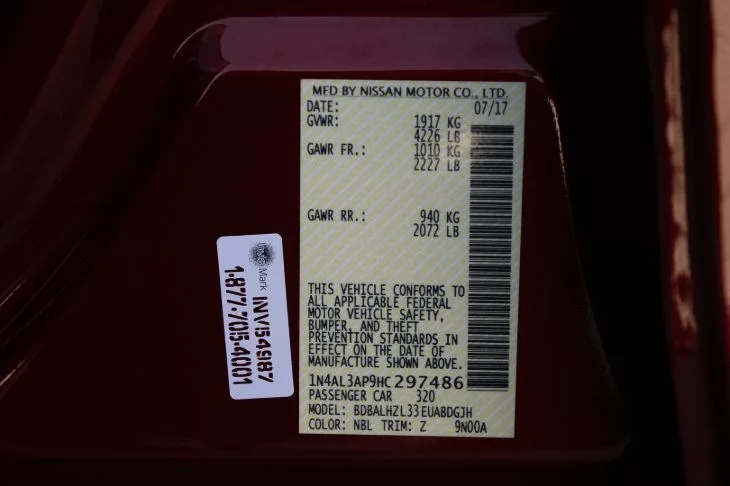 MFD BY NISSAN MOTOR CO., LTD.
DATE: 07/17
GVWR: 1917 KG
4226 LB
GAWR FR.: 1010 KG
2227 LB
GAWR RR.: 940 KG
2072 LB
THIS VEHICLE CONFORMS TO
ALL APPLICABLE FEDERAL
MOTOR VEHICLE SAFETY,
BUMPER, AND THEFT
PREVENTION STANDARDS IN
EFFECT ON THE DATE OF
MANUFACTURE SHOWN ABOVE.
1N4AL3AP9HC297486
PASSENGER CAR 320
MODEL: BDBALHZL33EUABDGJH
COLOR: NBL TRIM: Z 9N00A
Mark INV154987
1-877-705-4001